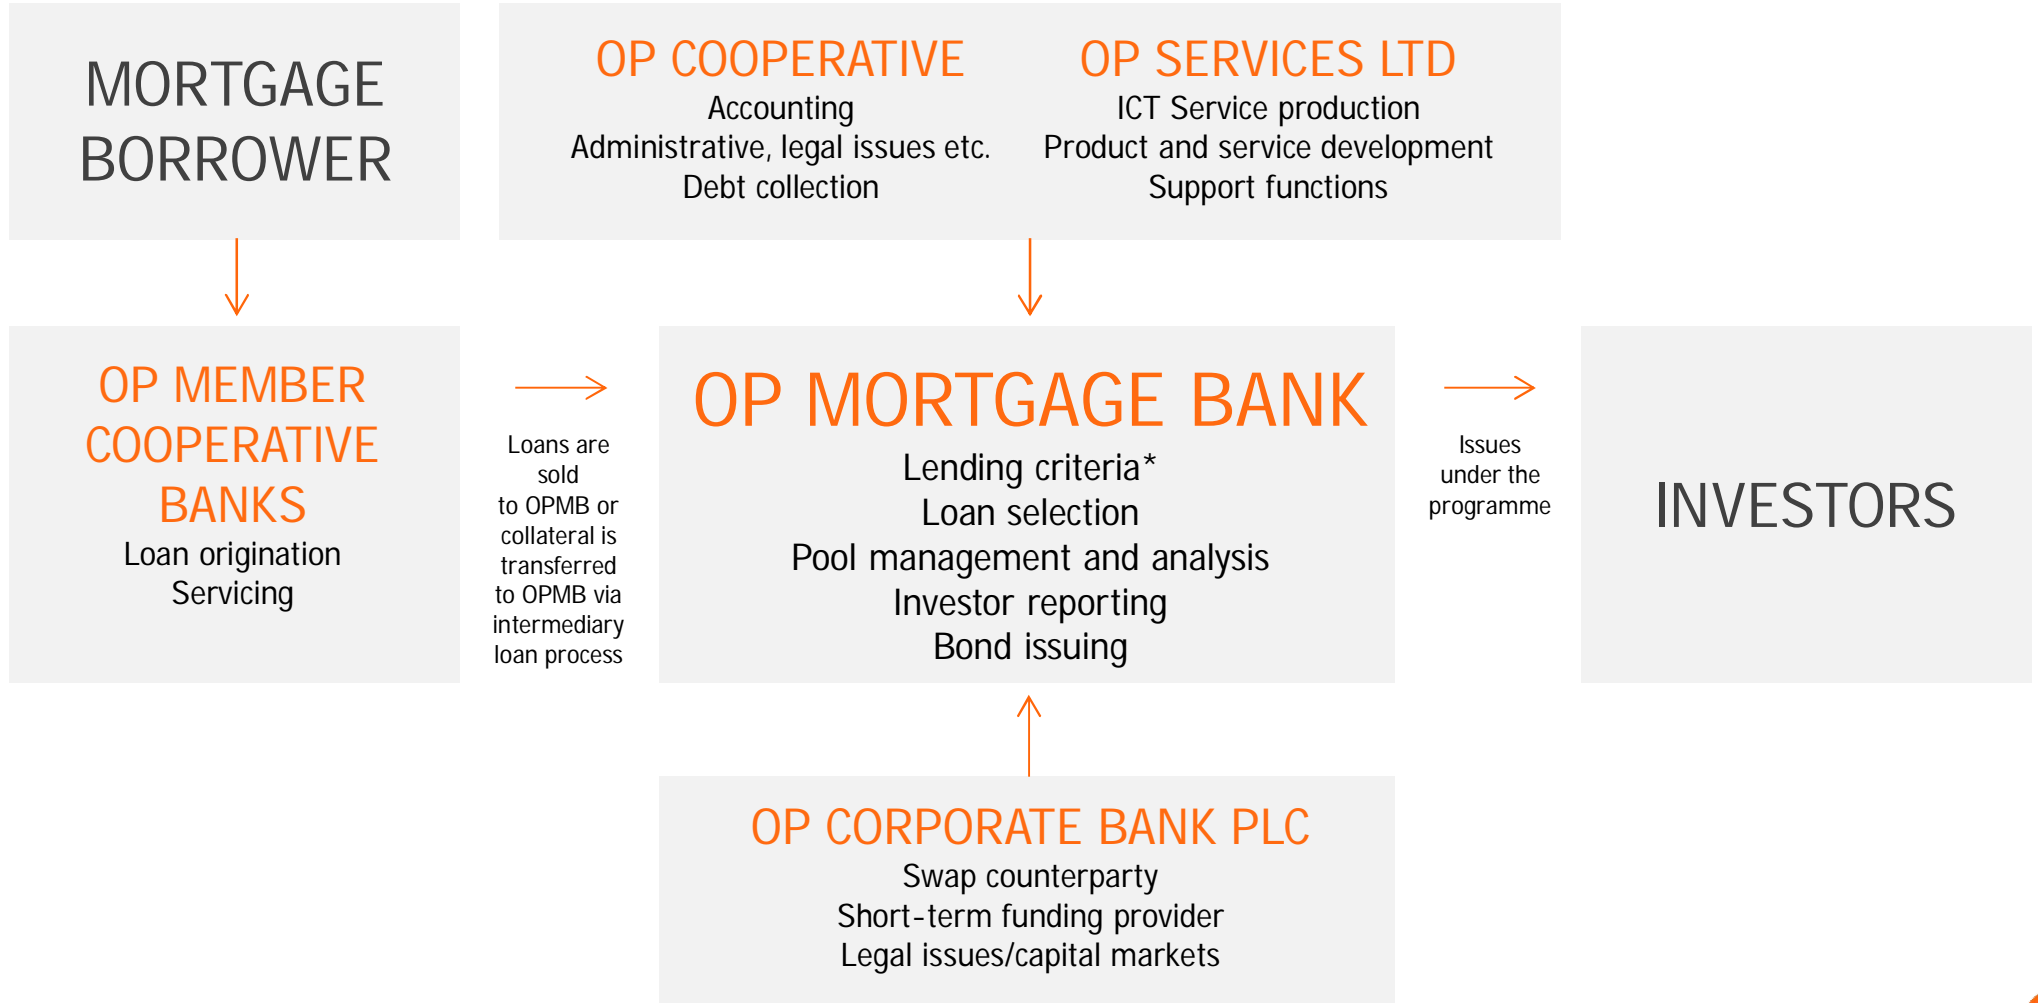 MORTGAGE
BORROWER
OP COOPERATIVE
Accounting
Administrative, legal issues etc.
Debt collection
OP SERVICES LTD
ICT Service production
Product and service development
Support functions
OP MEMBER
COOPERATIVE
BANKS
Loan origination
Servicing
Loans are
sold
to OPMB or
collateral is
transferred
to OPMB via
intermediary
loan process
OP MORTGAGE BANK
Lending criteria*
Loan selection
Pool management and analysis
Investor reporting
Bond issuing
Issues
under the
programme
INVESTORS
OP CORPORATE BANK PLC
Swap counterparty
Short-term funding provider
Legal issues/capital markets